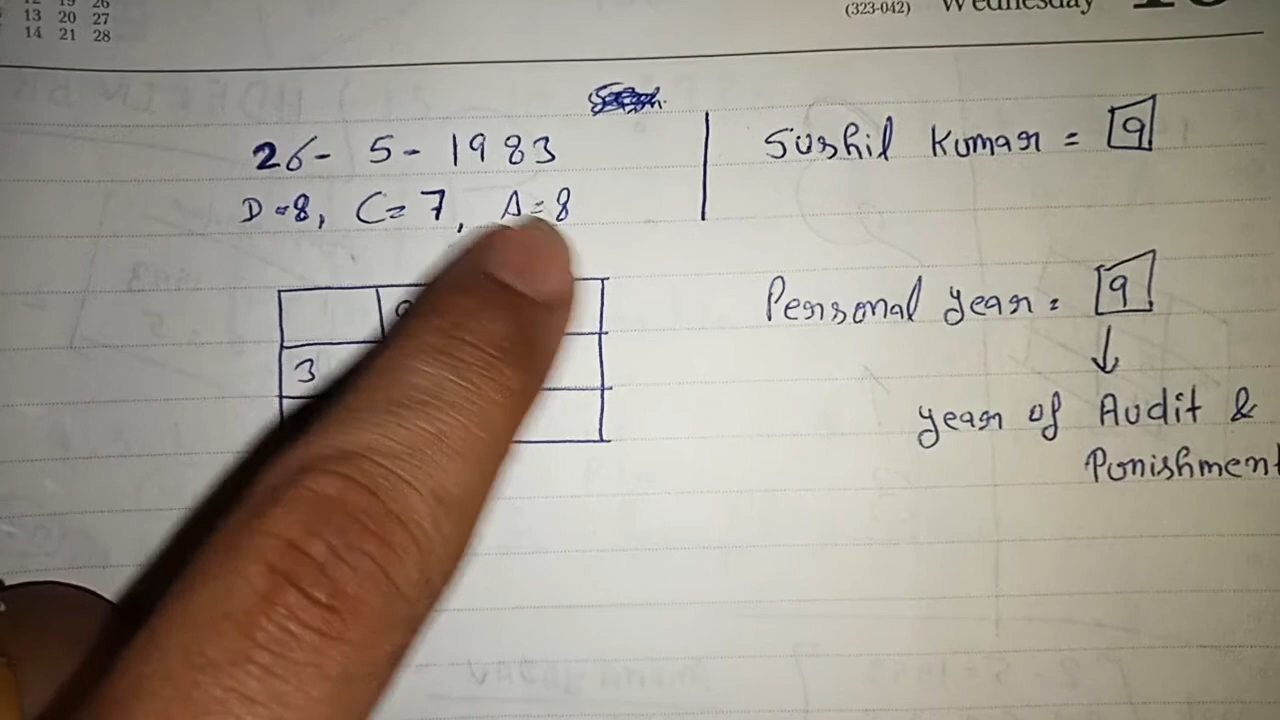 13 20 27
14 21 28
(323-042) Wednesday
26- 5- 1983
D=8, C=7, A=8
3
Sushil Kumar = 9
Personal year = 9
↓
year of Audit &
Punishment